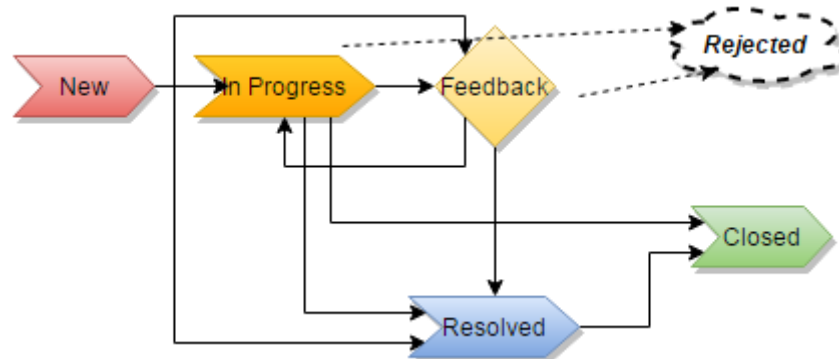 Rejected
New
In Progress
Feedback
Closed
Resolved